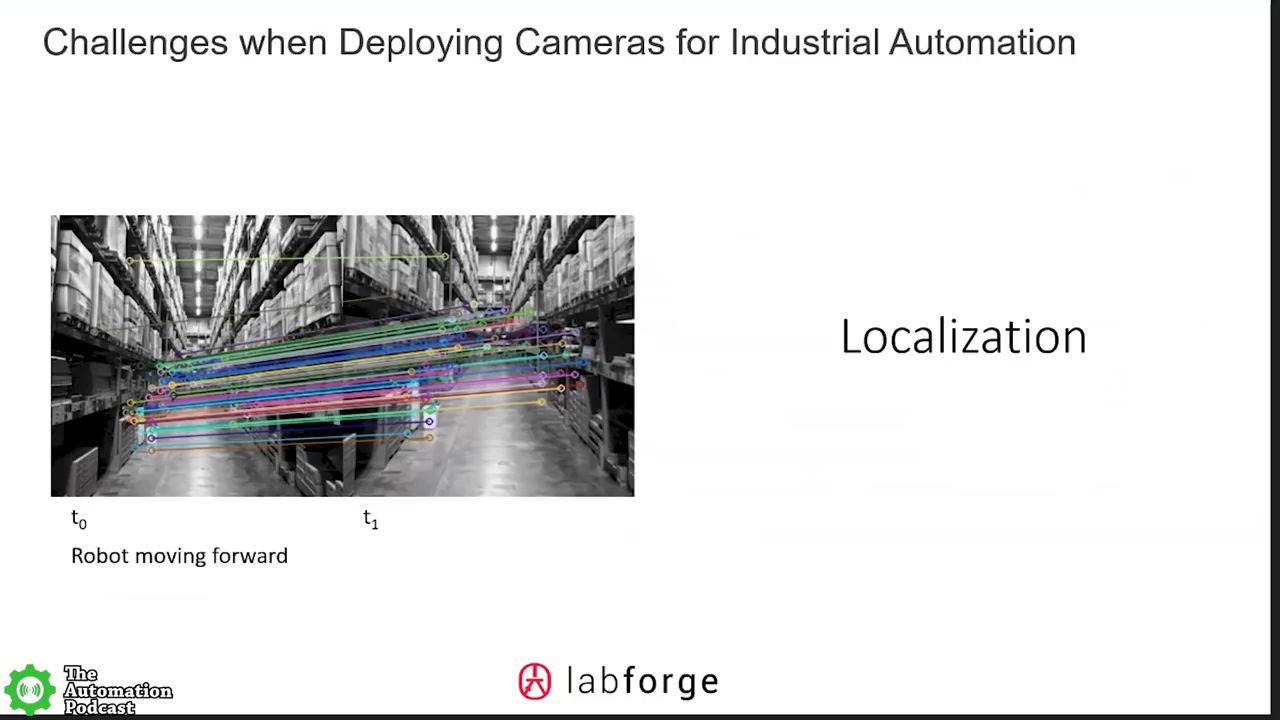 Challenges when Deploying Cameras for Industrial Automation
Localization
t0
t1
Robot moving forward
The
Automation
Podcast
labforge